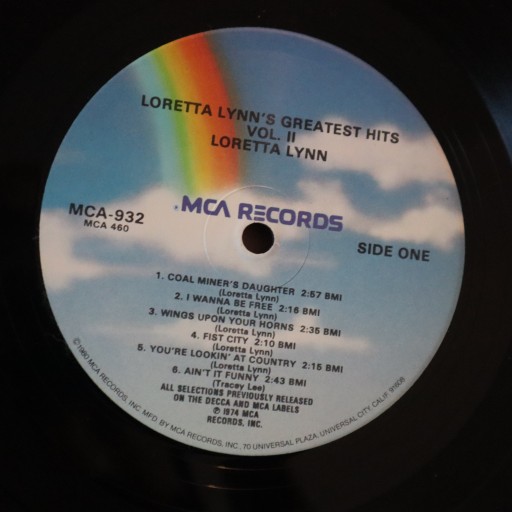 LORETTA LYNN'S GREATEST HITS
VOL. II
LORETTA LYNN
MCA RECORDS
MCA-932
MCA 460
SIDE ONE
1. COAL MINER'S DAUGHTER 2:57 BMI
(Loretta Lynn)
2. I WANNA BE FREE 2:16 BMI
(Loretta Lynn)
3. WINGS UPON YOUR HORNS 2:35 BMI
(Loretta Lynn)
4. FIST CITY 2:10 BMI
(Loretta Lynn)
5. YOU'RE LOOKIN' AT COUNTRY 2:15 BMI
(Loretta Lynn)
6. AIN'T IT FUNNY 2:43 BMI
(Tracey Lee)
ALL SELECTIONS PREVIOUSLY RELEASED
ON THE DECCA AND MCA LABELS
℗ 1974 MCA
RECORDS, INC.
©1980 MCA RECORDS, INC. MFD. BY MCA RECORDS, INC., 70 UNIVERSAL PLAZA, UNIVERSAL CITY, CALIF. 91608